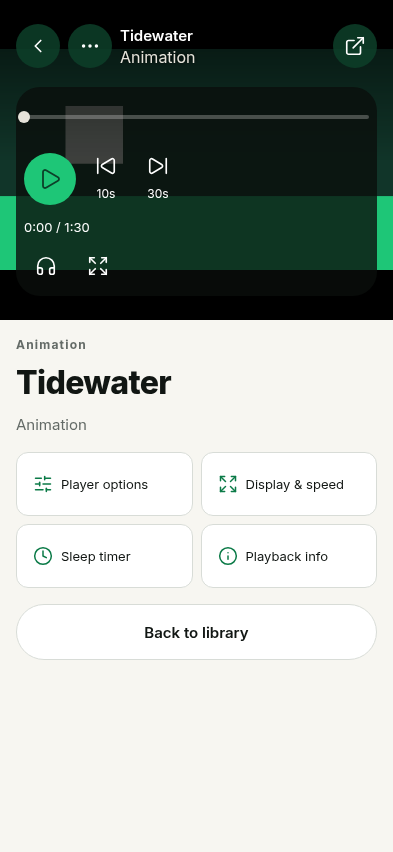 Tidewater
Animation
10s
30s
0:00 / 1:30
Animation
Tidewater
Animation
Player options
Display & speed
Sleep timer
Playback info
Back to library